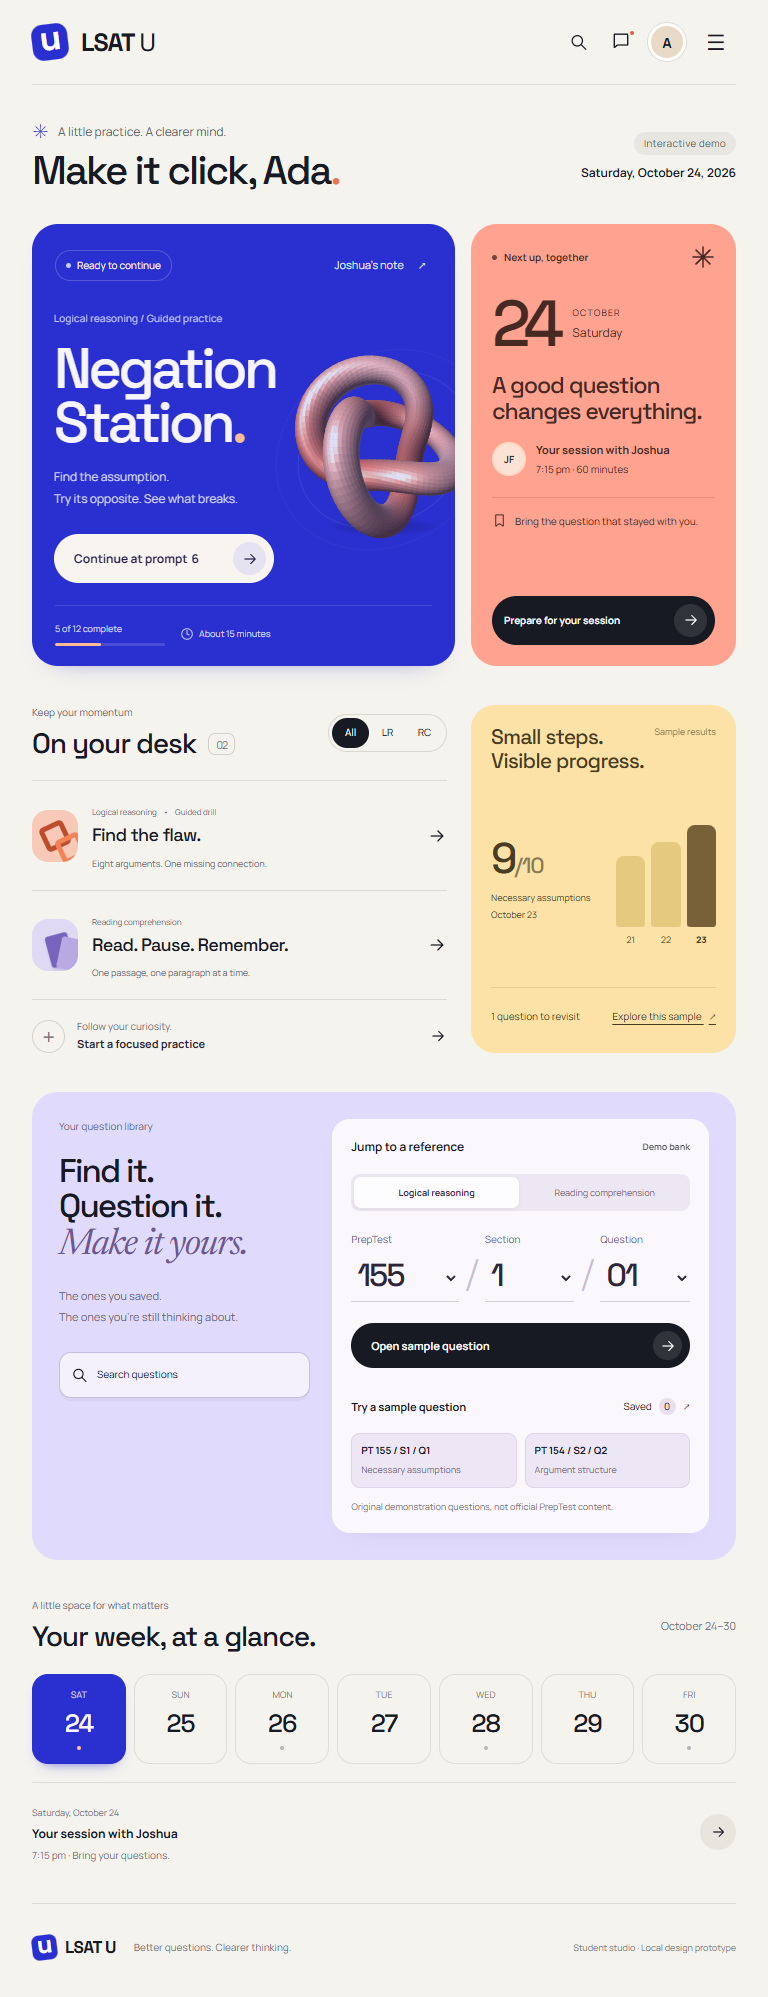 u LSAT U
A
A little practice. A clearer mind.
Make it click, Ada.
Interactive demo
Saturday, October 24, 2026
Ready to continue
Joshua's note ↗
Logical reasoning / Guided practice
Negation
Station.
Find the assumption.
Try its opposite. See what breaks.
Continue at prompt 6
5 of 12 complete
About 15 minutes
Next up, together
24
OCTOBER
Saturday
A good question
changes everything.
JF
Your session with Joshua
7:15 pm · 60 minutes
Bring the question that stayed with you.
Prepare for your session
Keep your momentum
On your desk 02
All LR RC
Logical reasoning • Guided drill
Find the flaw.
Eight arguments. One missing connection.
Reading comprehension
Read. Pause. Remember.
One passage, one paragraph at a time.
Follow your curiosity.
Start a focused practice
Small steps.
Visible progress.
Sample results
9/10
Necessary assumptions
October 23
21 22 23
1 question to revisit
Explore this sample ↗
Your question library
Find it.
Question it.
Make it yours.
The ones you saved.
The ones you're still thinking about.
Search questions
Jump to a reference
Demo bank
Logical reasoning
Reading comprehension
PrepTest Section Question
155 / 1 / 01
Open sample question
Try a sample question
Saved 0 ↗
PT 155 / S1 / Q1
Necessary assumptions
PT 154 / S2 / Q2
Argument structure
Original demonstration questions, not official PrepTest content.
A little space for what matters
Your week, at a glance.
October 24–30
SAT SUN MON TUE WED THU FRI
24 25 26 27 28 29 30
Saturday, October 24
Your session with Joshua
7:15 pm · Bring your questions.
u LSAT U
Better questions. Clearer thinking.
Student studio · Local design prototype